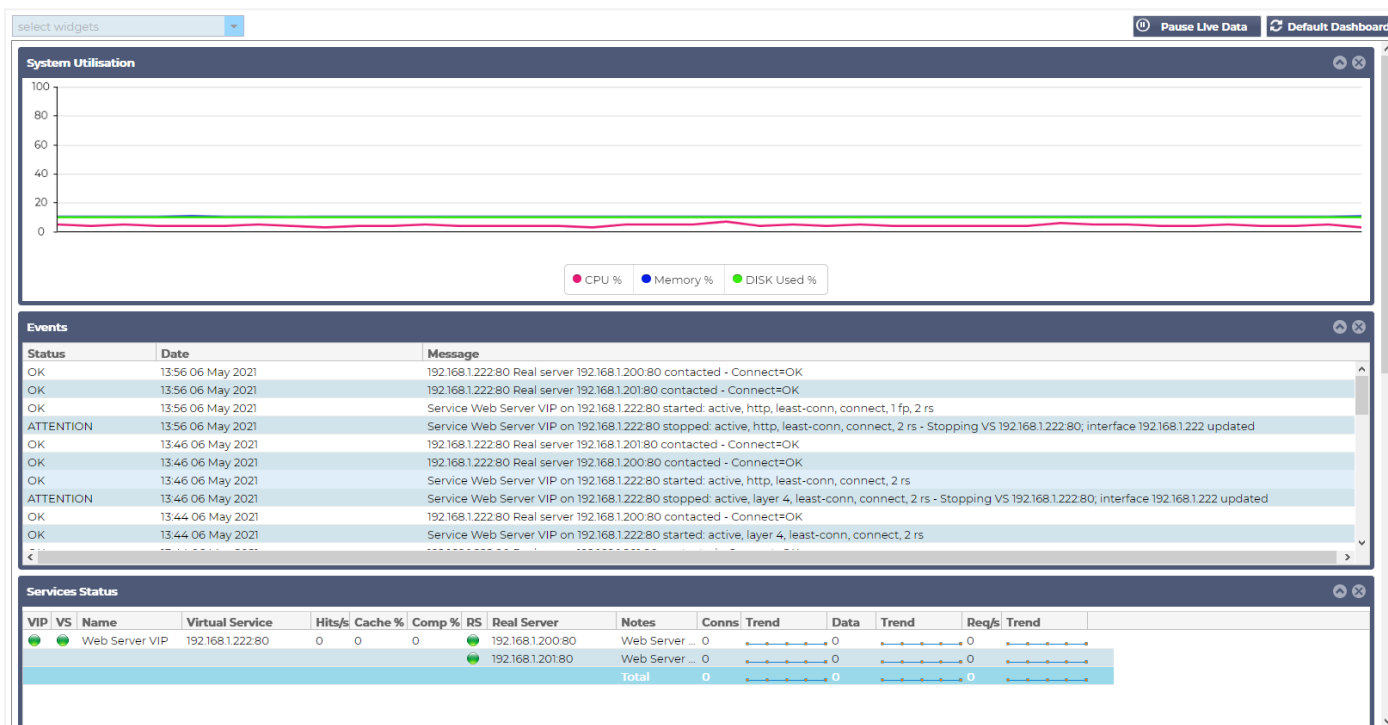 select widgets Pause Live Data Default Dashboard
System Utilisation
100
80
60
40
20
0
CPU % Memory % DISK Used %
Events
Status Date Message
OK 13:56 06 May 2021 192.168.1.222:80 Real server 192.168.1.200:80 contacted - Connect=OK
OK 13:56 06 May 2021 192.168.1.222:80 Real server 192.168.1.201:80 contacted - Connect=OK
OK 13:56 06 May 2021 Service Web Server VIP on 192.168.1.222:80 started: active, http, least-conn, connect, 1 fp, 2 rs
ATTENTION 13:56 06 May 2021 Service Web Server VIP on 192.168.1.222:80 stopped: active, http, least-conn, connect, 2 rs - Stopping VS 192.168.1.222:80; interface 192.168.1.222 updated
OK 13:46 06 May 2021 192.168.1.222:80 Real server 192.168.1.201:80 contacted - Connect=OK
OK 13:46 06 May 2021 192.168.1.222:80 Real server 192.168.1.200:80 contacted - Connect=OK
OK 13:46 06 May 2021 Service Web Server VIP on 192.168.1.222:80 started: active, http, least-conn, connect, 2 rs
ATTENTION 13:46 06 May 2021 Service Web Server VIP on 192.168.1.222:80 stopped: active, layer 4, least-conn, connect, 2 rs - Stopping VS 192.168.1.222:80; interface 192.168.1.222 updated
OK 13:44 06 May 2021 192.168.1.222:80 Real server 192.168.1.200:80 contacted - Connect=OK
OK 13:44 06 May 2021 Service Web Server VIP on 192.168.1.222:80 started: active, layer 4, least-conn, connect, 2 rs
Services Status
VIP VS Name Virtual Service Hits/s Cache % Comp % RS Real Server Notes Conns Trend Data Trend Req/s Trend
Web Server VIP 192.168.1.222:80 0 0 0 192.168.1.200:80 Web Server ... 0 0 0
192.168.1.201:80 Web Server ... 0 0 0
Total 0 0 0